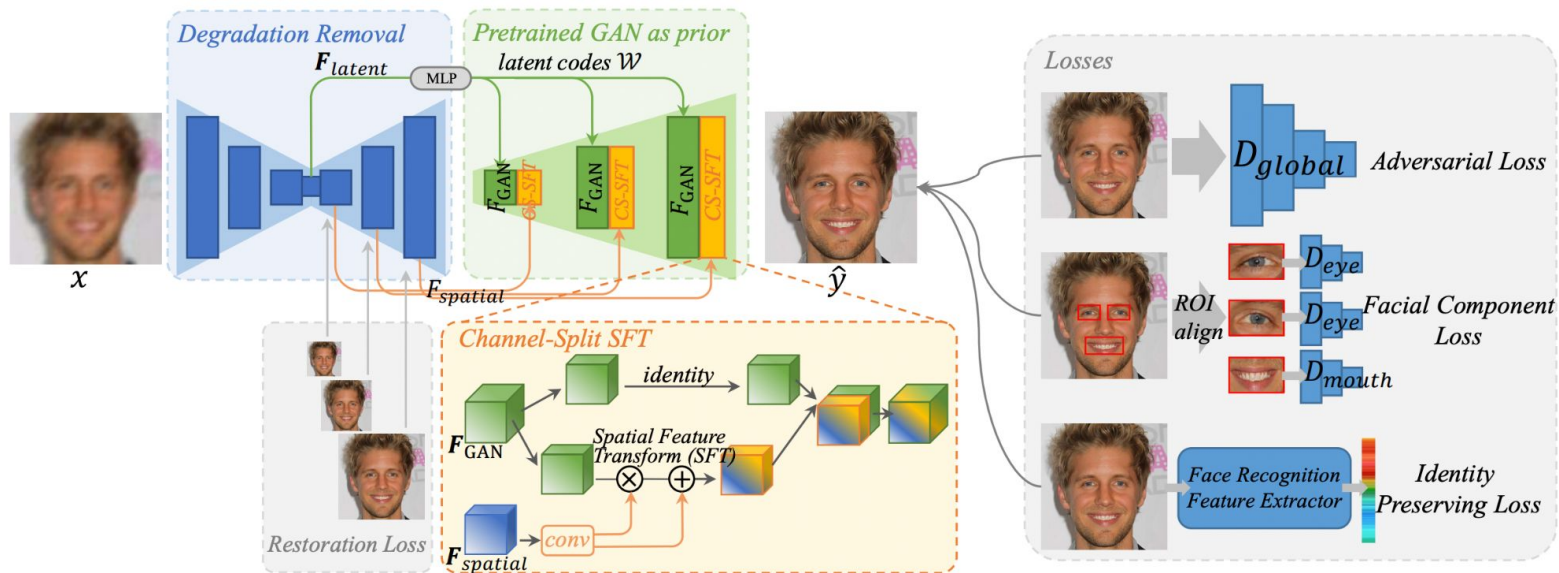 Degradation Removal
F_latent
MLP
Pretrained GAN as prior
latent codes 𝒲
F_GAN
CS-SFT
F_GAN
CS-SFT
F_GAN
CS-SFT
x
F_spatial
ŷ
Restoration Loss
Channel-Split SFT
identity
F_GAN
Spatial Feature
Transform (SFT)
F_spatial
conv
Losses
D_global
Adversarial Loss
ROI
align
D_eye
D_eye
D_mouth
Facial Component
Loss
Face Recognition
Feature Extractor
Identity
Preserving Loss